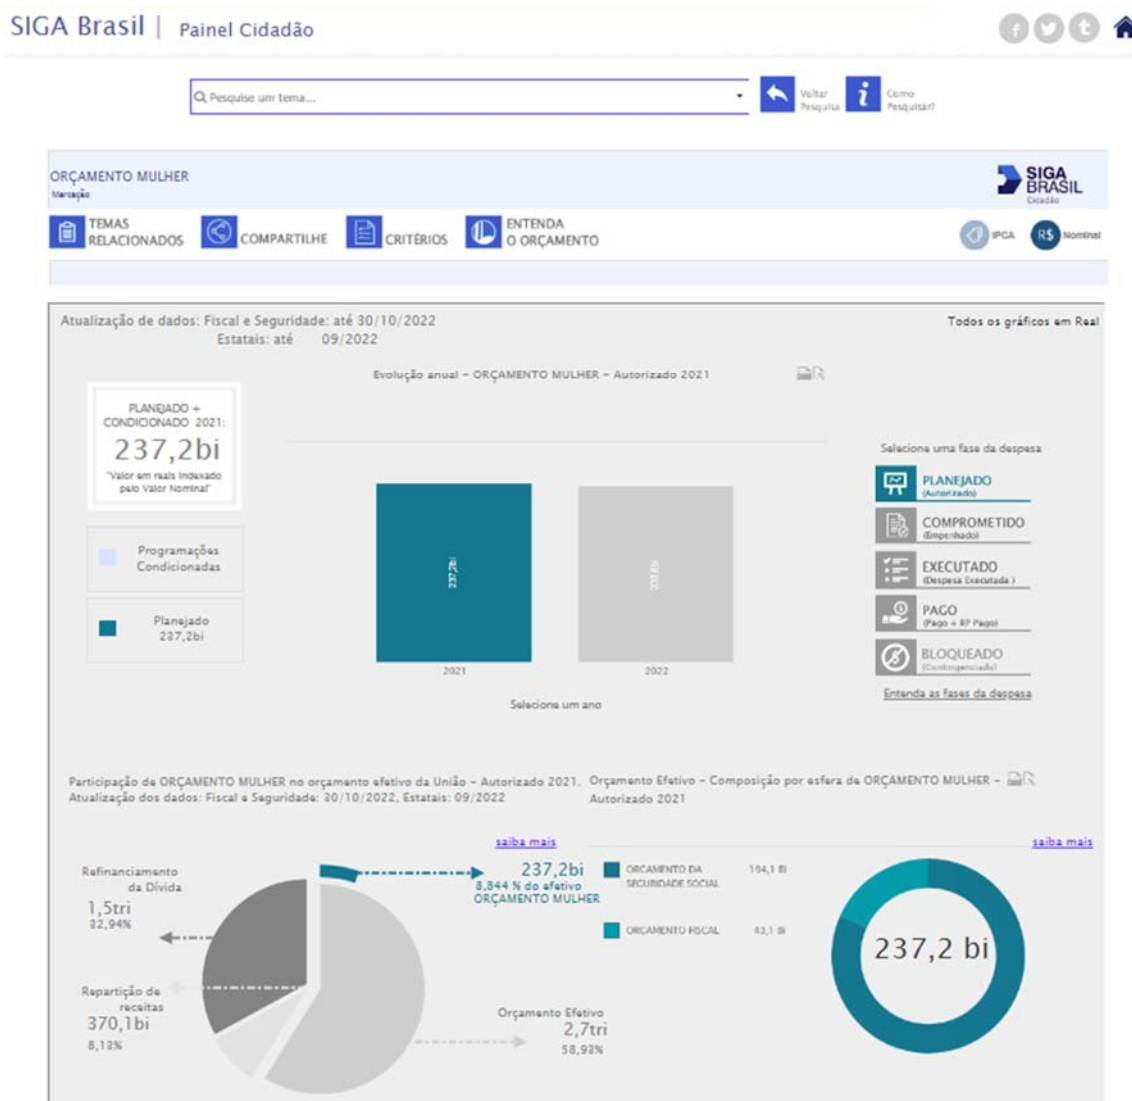 SIGA Brasil | Painel Cidadão
Pesquise um tema...
Voltar
Pesquisa
Como
Pesquisar?
ORÇAMENTO MULHER
Marcação
SIGA
BRASIL
Cidadão
TEMAS
RELACIONADOS
COMPARTILHE
CRITÉRIOS
ENTENDA
O ORÇAMENTO
IPCA
R$ Nominal
Atualização de dados: Fiscal e Seguridade: até 30/10/2022
Estatais: até 09/2022
Todos os gráficos em Real
Evolução anual – ORÇAMENTO MULHER – Autorizado 2021
PLANEJADO +
CONDICIONADO 2021:
237,2bi
"Valor em reais indexado
pelo Valor Nominal"
Programações
Condicionadas
Planejado
237,2bi
237,2bi
2021
2022
Selecione um ano
Selecione uma fase da despesa
PLANEJADO
(Autorizado)
COMPROMETIDO
(Empenhado)
EXECUTADO
(Despesa Executada )
PAGO
(Pago + RP Pago)
BLOQUEADO
(Contingenciado)
Entenda as fases da despesa
Participação de ORÇAMENTO MULHER no orçamento efetivo da União – Autorizado 2021.
Atualização dos dados: Fiscal e Seguridade: 30/10/2022, Estatais: 09/2022
saiba mais
Refinanciamento
da Dívida
1,5tri
32,94%
Repartição de
receitas
370,1bi
8,13%
237,2bi
8,844 % do efetivo
ORÇAMENTO MULHER
Orçamento Efetivo
2,7tri
58,93%
Orçamento Efetivo – Composição por esfera de ORÇAMENTO MULHER –
Autorizado 2021
saiba mais
ORCAMENTO DA
SEGURIDADE SOCIAL
194,1 Bi
ORCAMENTO FISCAL
43,1 Bi
237,2 bi